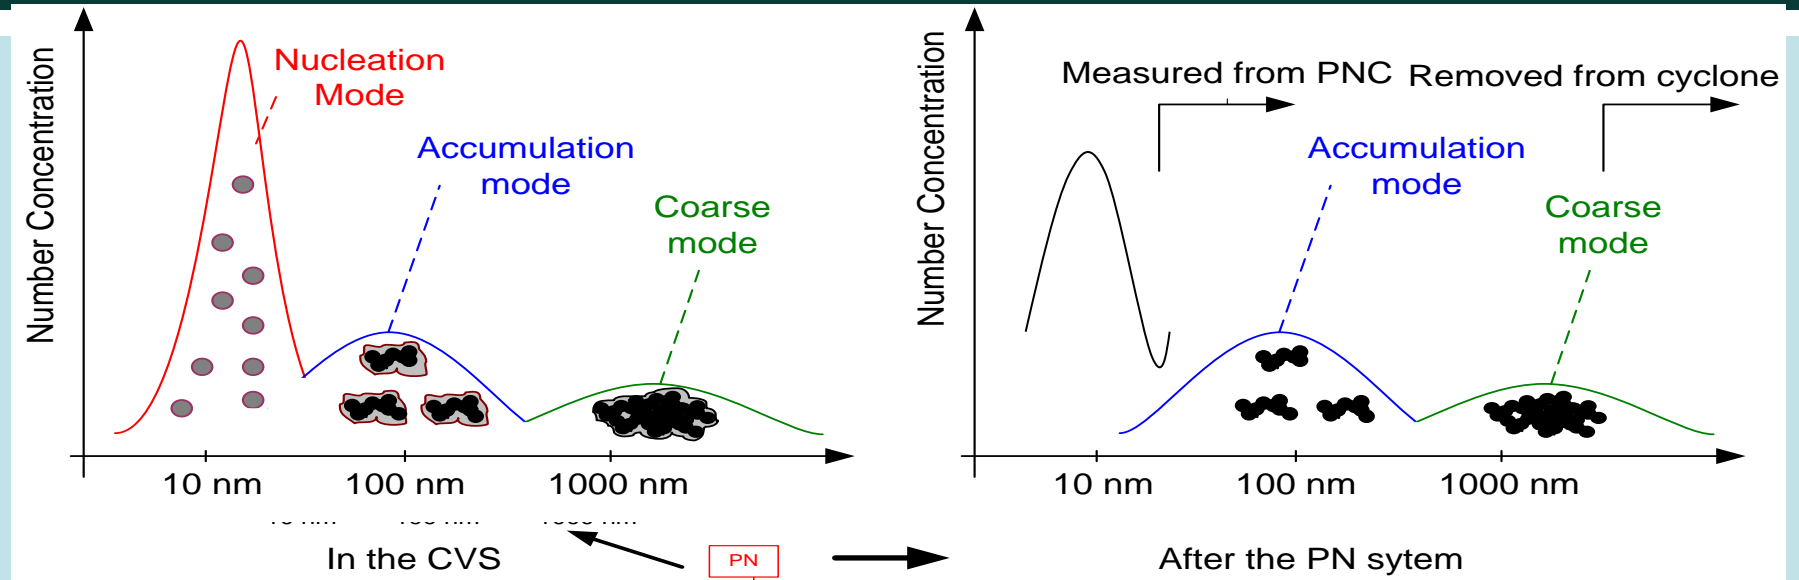 Number Concentration
Nucleation
Mode
Accumulation
mode
Coarse
mode
10 nm
100 nm
1000 nm
In the CVS
PN
Number Concentration
Measured from PNC
Removed from cyclone
Accumulation
mode
Coarse
mode
10 nm
100 nm
1000 nm
After the PN sytem